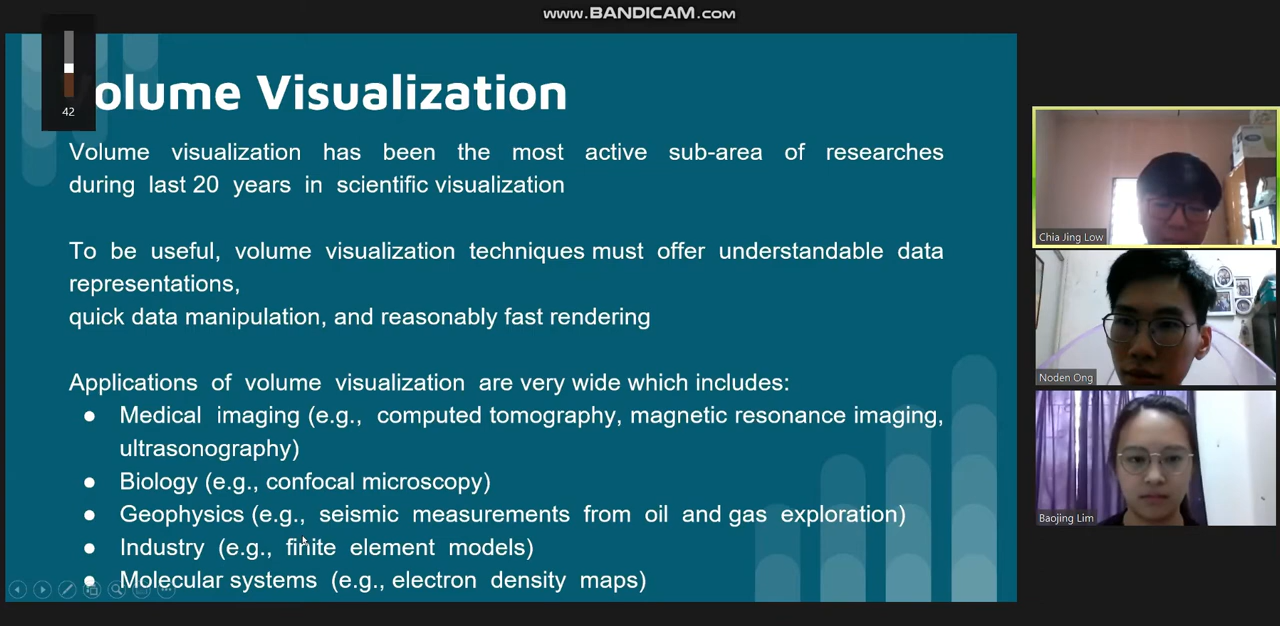 www.BANDICAM.com
42
olume Visualization
Volume visualization has been the most active sub-area of researches
during last 20 years in scientific visualization
To be useful, volume visualization techniques must offer understandable data
representations,
quick data manipulation, and reasonably fast rendering
Applications of volume visualization are very wide which includes:
● Medical imaging (e.g., computed tomography, magnetic resonance imaging,
ultrasonography)
● Biology (e.g., confocal microscopy)
● Geophysics (e.g., seismic measurements from oil and gas exploration)
● Industry (e.g., finite element models)
● Molecular systems (e.g., electron density maps)
Chia Jing Low
Noden Ong
Baojing Lim